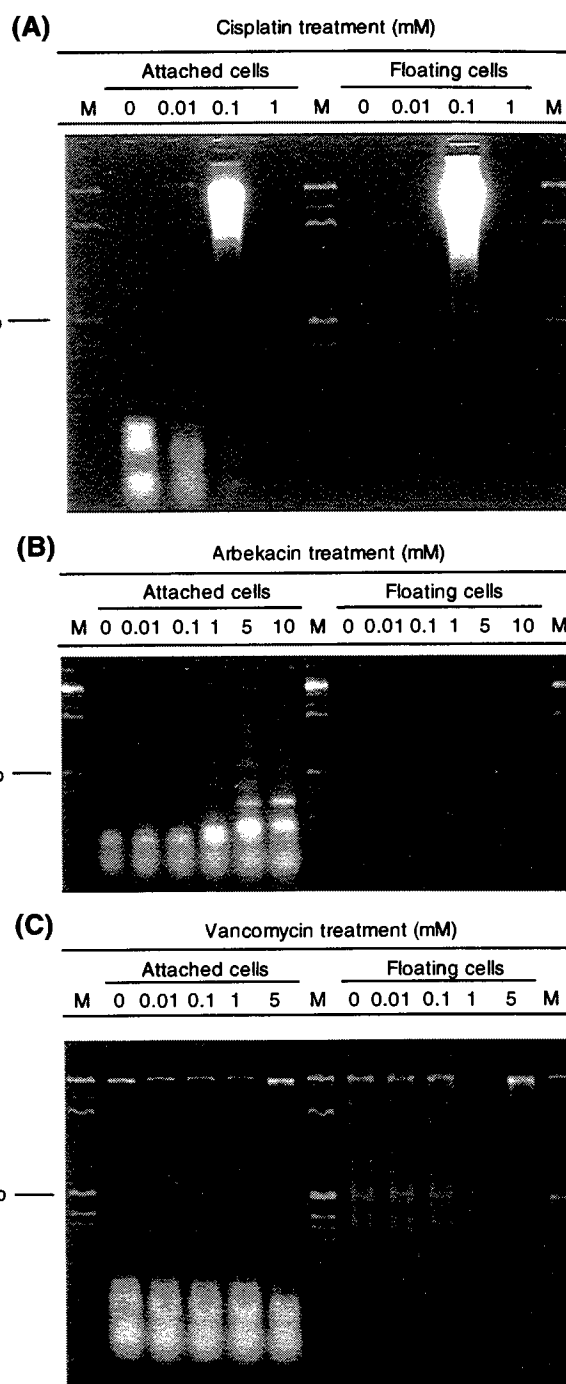 (A)
Cisplatin treatment (mM)
Attached cells Floating cells
M 0 0.01 0.1 1 M 0 0.01 0.1 1 M
(B)
Arbekacin treatment (mM)
Attached cells Floating cells
M 0 0.01 0.1 1 5 10 M 0 0.01 0.1 1 5 10 M
(C)
Vancomycin treatment (mM)
Attached cells Floating cells
M 0 0.01 0.1 1 5 M 0 0.01 0.1 1 5 M